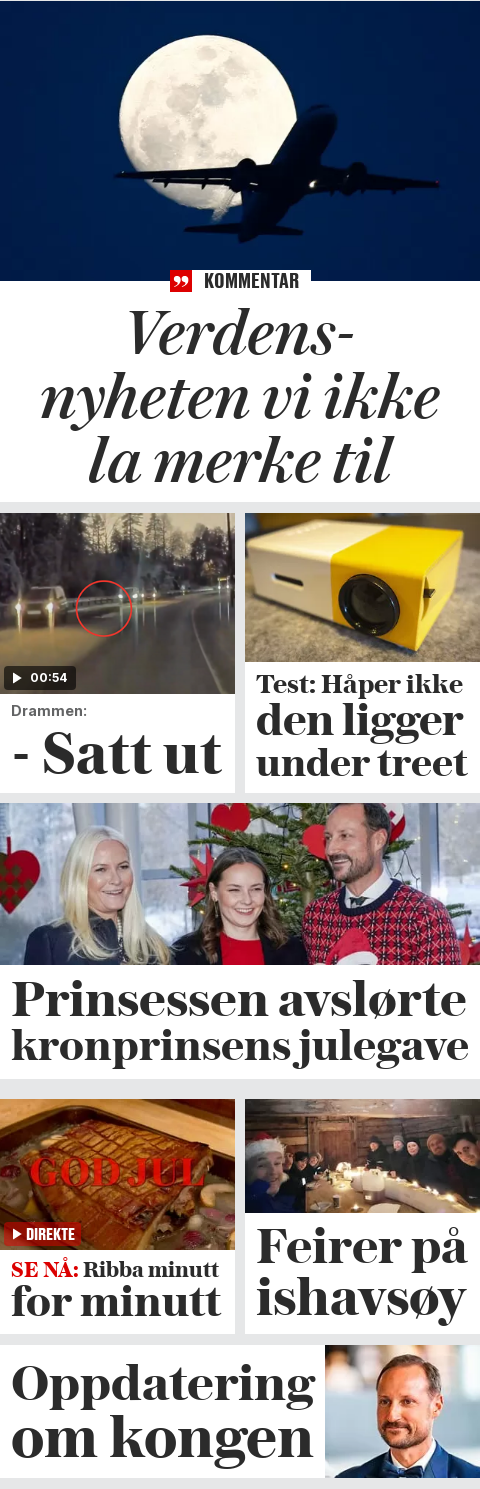 KOMMENTAR
Verdens-
nyheten vi ikke
la merke til
00:54
Drammen:
- Satt ut
Test: Håper ikke
den ligger
under treet
Prinsessen avslørte
kronprinsens julegave
GOD JUL
DIREKTE
SE NÅ: Ribba minutt
for minutt
Feirer på
ishavsøy
Oppdatering
om kongen